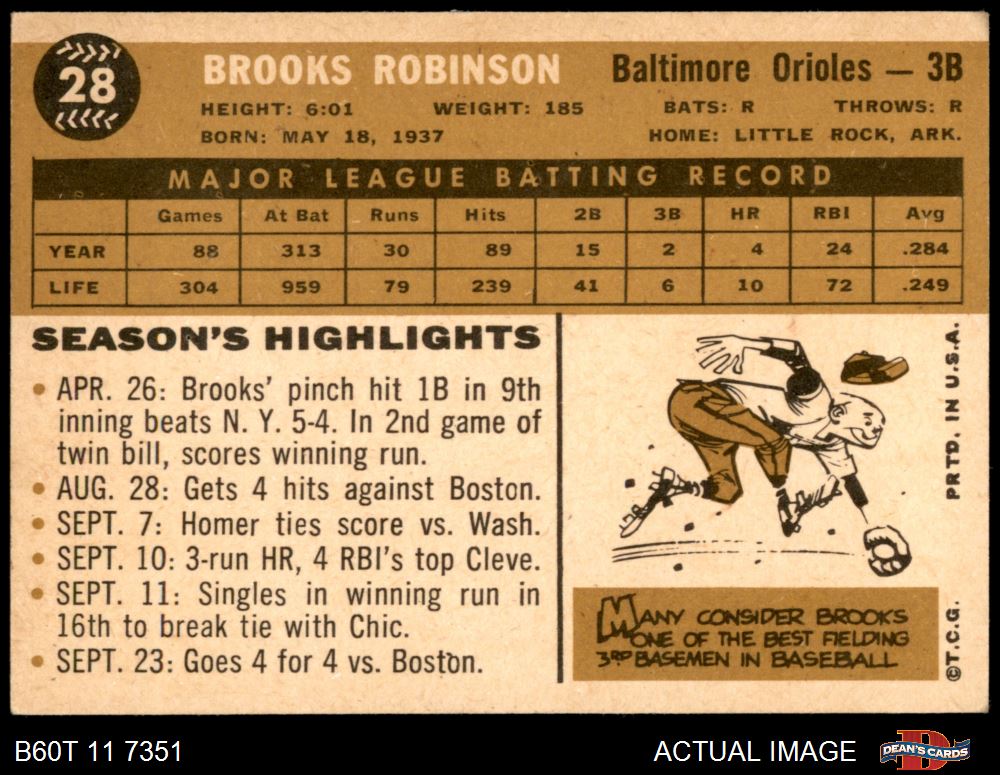 28
BROOKS ROBINSON
Baltimore Orioles — 3B
HEIGHT: 6:01 WEIGHT: 185 BATS: R THROWS: R
BORN: MAY 18, 1937 HOME: LITTLE ROCK, ARK.
MAJOR LEAGUE BATTING RECORD
Games At Bat Runs Hits 2B 3B HR RBI Avg
YEAR 88 313 30 89 15 2 4 24 .284
LIFE 304 959 79 239 41 6 10 72 .249
SEASON'S HIGHLIGHTS
• APR. 26: Brooks' pinch hit 1B in 9th
inning beats N. Y. 5-4. In 2nd game of
twin bill, scores winning run.
• AUG. 28: Gets 4 hits against Boston.
• SEPT. 7: Homer ties score vs. Wash.
• SEPT. 10: 3-run HR, 4 RBI's top Cleve.
• SEPT. 11: Singles in winning run in
16th to break tie with Chic.
• SEPT. 23: Goes 4 for 4 vs. Boston.
MANY CONSIDER BROOKS
ONE OF THE BEST FIELDING
3RD BASEMEN IN BASEBALL
©T.C.G. PRTD. IN U.S.A.
B60T 11 7351 ACTUAL IMAGE
D
DEAN'S CARDS